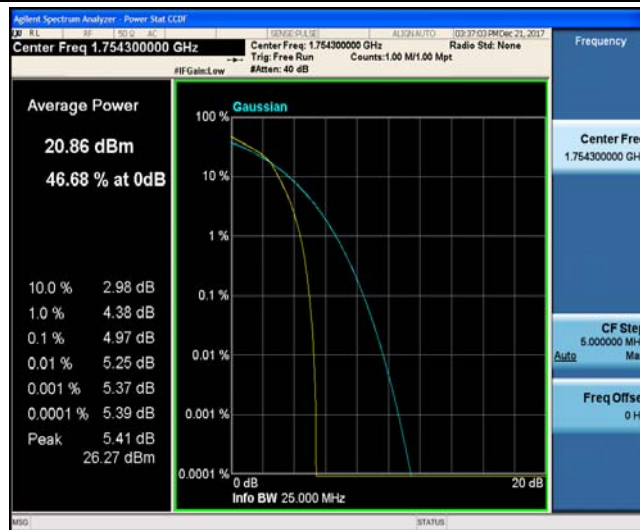 Agilent Spectrum Analyzer - Power Stat CCDF
RL RF 50 Ω AC SENSE:PULSE ALIGN AUTO 03:37:03 PM Dec 21, 2017
Center Freq 1.754300000 GHz
Center Freq: 1.754300000 GHz Radio Std: None
Trig: Free Run Counts:1.00 M/1.00 Mpt
#IFGain:Low #Atten: 40 dB
Frequency
Average Power
20.86 dBm
46.68 % at 0dB
10.0 % 2.98 dB
1.0 % 4.38 dB
0.1 % 4.97 dB
0.01 % 5.25 dB
0.001 % 5.37 dB
0.0001 % 5.39 dB
Peak 5.41 dB
26.27 dBm
Gaussian
100 %
10 %
1 %
0.1 %
0.01 %
0.001 %
0.0001 %
0 dB 20 dB
Info BW 25.000 MHz
Center Fre
1.754300000 GH
CF Step
5.000000 MH
Auto Ma
Freq Offse
0 H
MSG STATUS